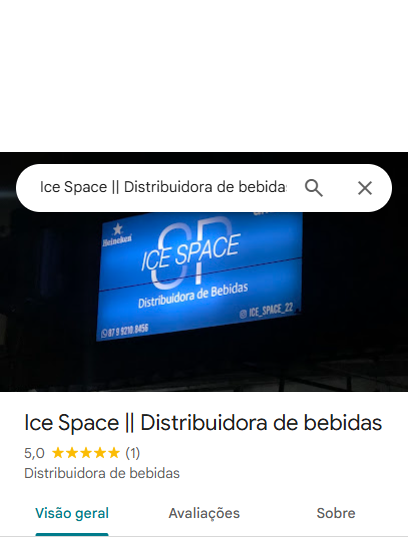 Ice Space || Distribuidora de bebidas
Heineken
SP
ICE SPACE
Distribuidora de Bebidas
ICE_SPACE_22
87 9 9210.8456
Ice Space || Distribuidora de bebidas
5,0 ★★★★★ (1)
Distribuidora de bebidas
Visão geral
Avaliações
Sobre